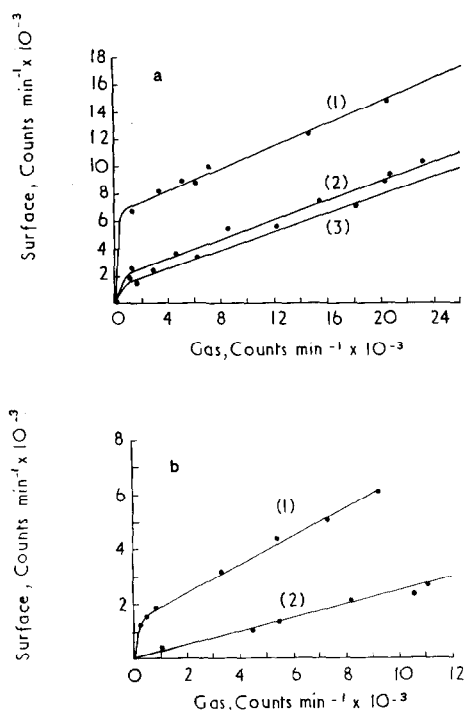 a
18
16
14
12
10
8
6
4
2
(1)
(2)
(3)
Surface, Counts min⁻¹ x 10⁻³
0 4 8 12 16 20 24
Gas, Counts min⁻¹ x 10⁻³
b
8
6
4
2
(1)
(2)
Surface, Counts min⁻¹ x 10⁻³
0 2 4 6 8 10 12
Gas, Counts min⁻¹ x 10⁻³